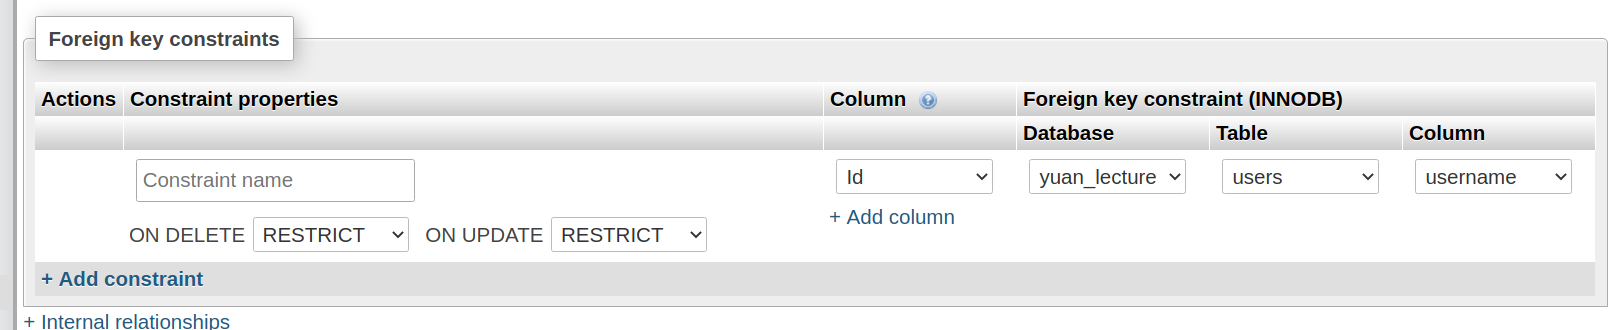 Foreign key constraints
Actions Constraint properties Column Foreign key constraint (INNODB)
Database Table Column
Constraint name Id yuan_lecture users username
+ Add column
ON DELETE RESTRICT ON UPDATE RESTRICT
+ Add constraint
+ Internal relationships